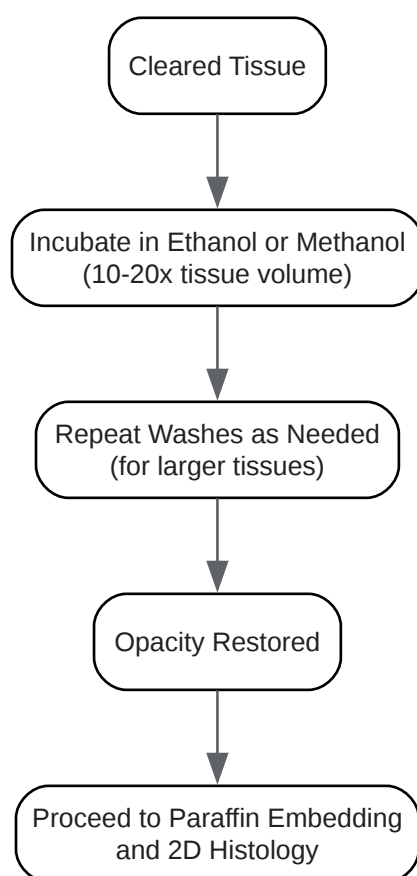 Cleared Tissue
Incubate in Ethanol or Methanol
(10-20x tissue volume)
Repeat Washes as Needed
(for larger tissues)
Opacity Restored
Proceed to Paraffin Embedding
and 2D Histology